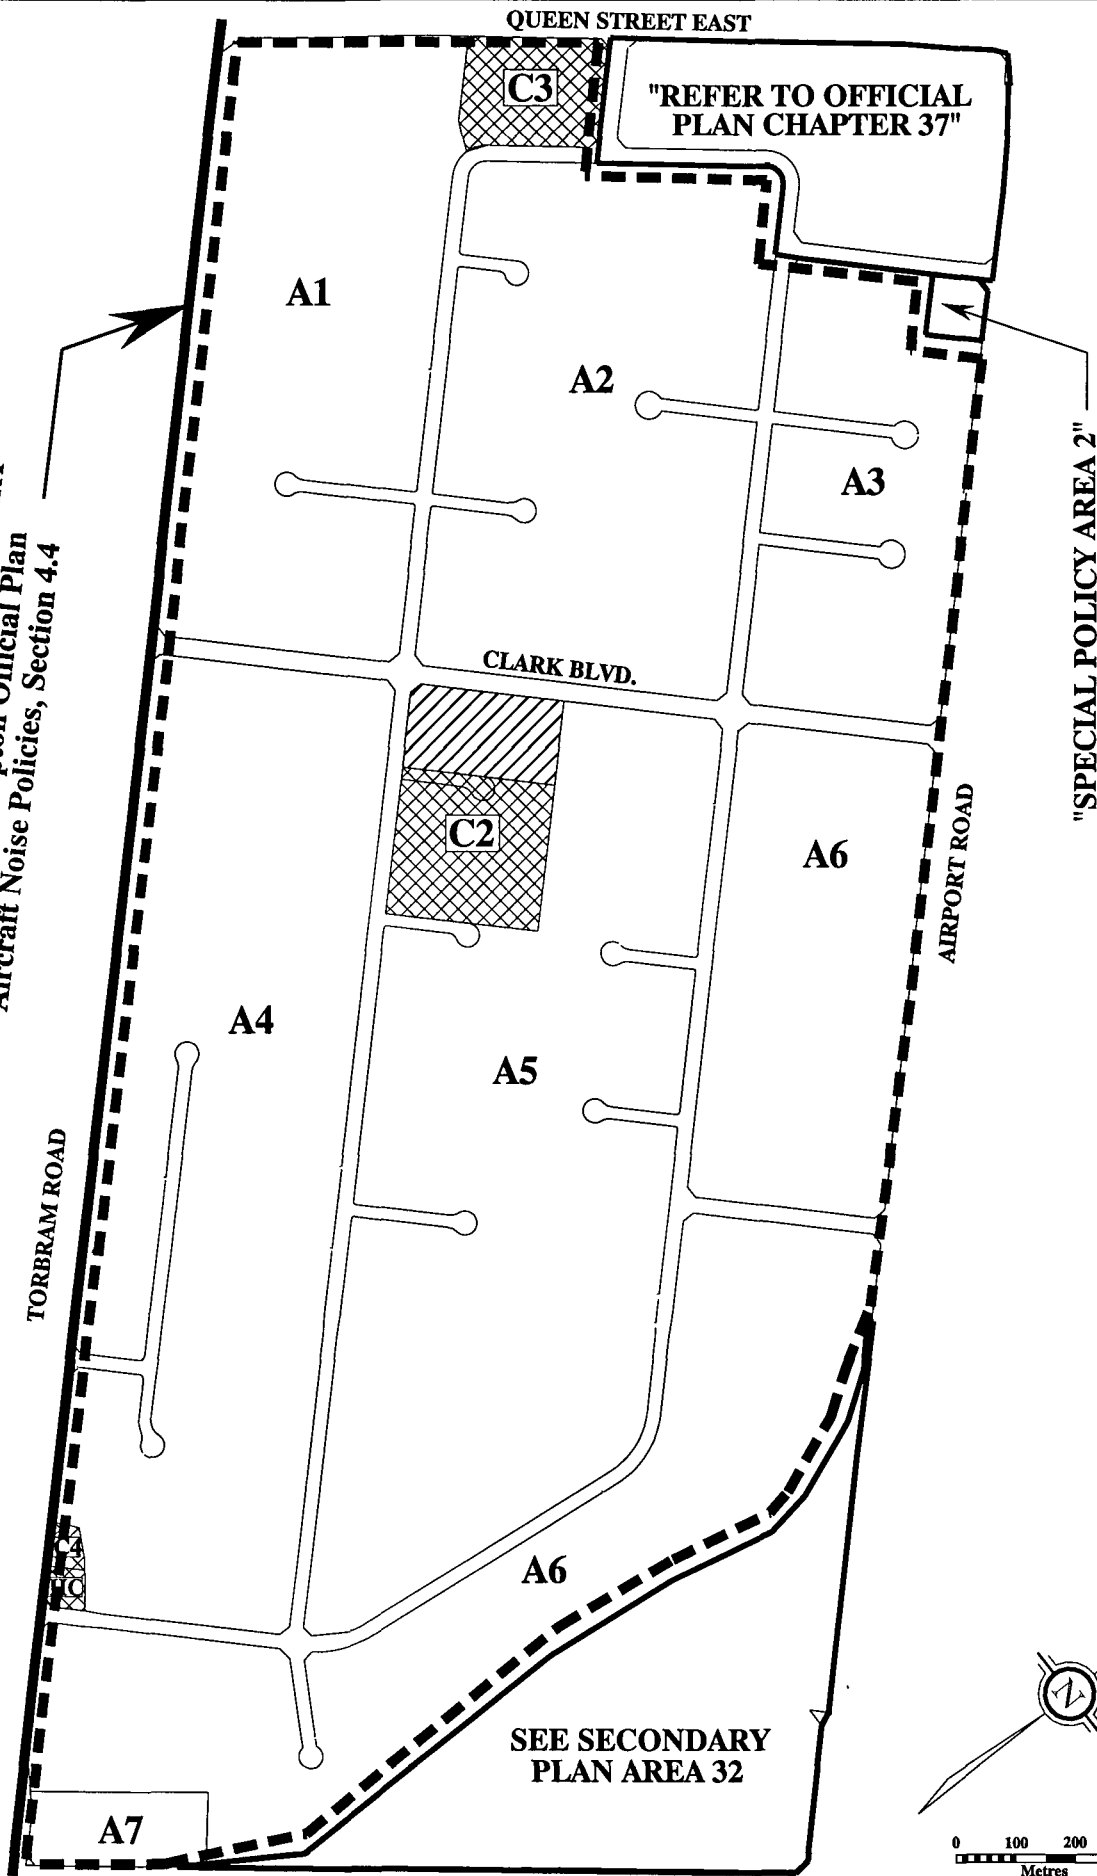 QUEEN STREET EAST
C3
"REFER TO OFFICIAL
PLAN CHAPTER 37"
A1
A2
A3
Official Plan
Aircraft Noise Policies, Section 4.4
"SPECIAL POLICY AREA 2"
CLARK BLVD.
C2
A6
AIRPORT ROAD
A4
A5
TORBRAM ROAD
C4
HC
A6
N
SEE SECONDARY
PLAN AREA 32
A7
0 100 200
Metres